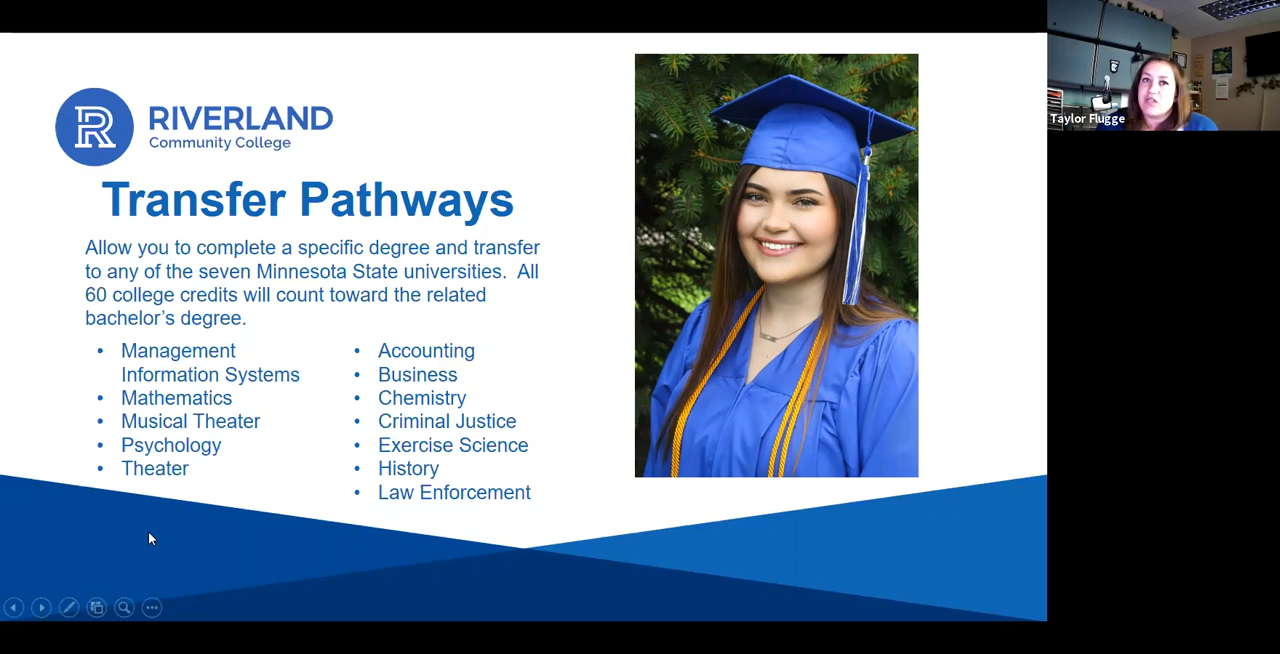 RIVERLAND
Community College
Transfer Pathways
Allow you to complete a specific degree and transfer
to any of the seven Minnesota State universities.  All
60 college credits will count toward the related
bachelor’s degree.
• Management
Information Systems
• Mathematics
• Musical Theater
• Psychology
• Theater
• Accounting
• Business
• Chemistry
• Criminal Justice
• Exercise Science
• History
• Law Enforcement
Taylor Flugge